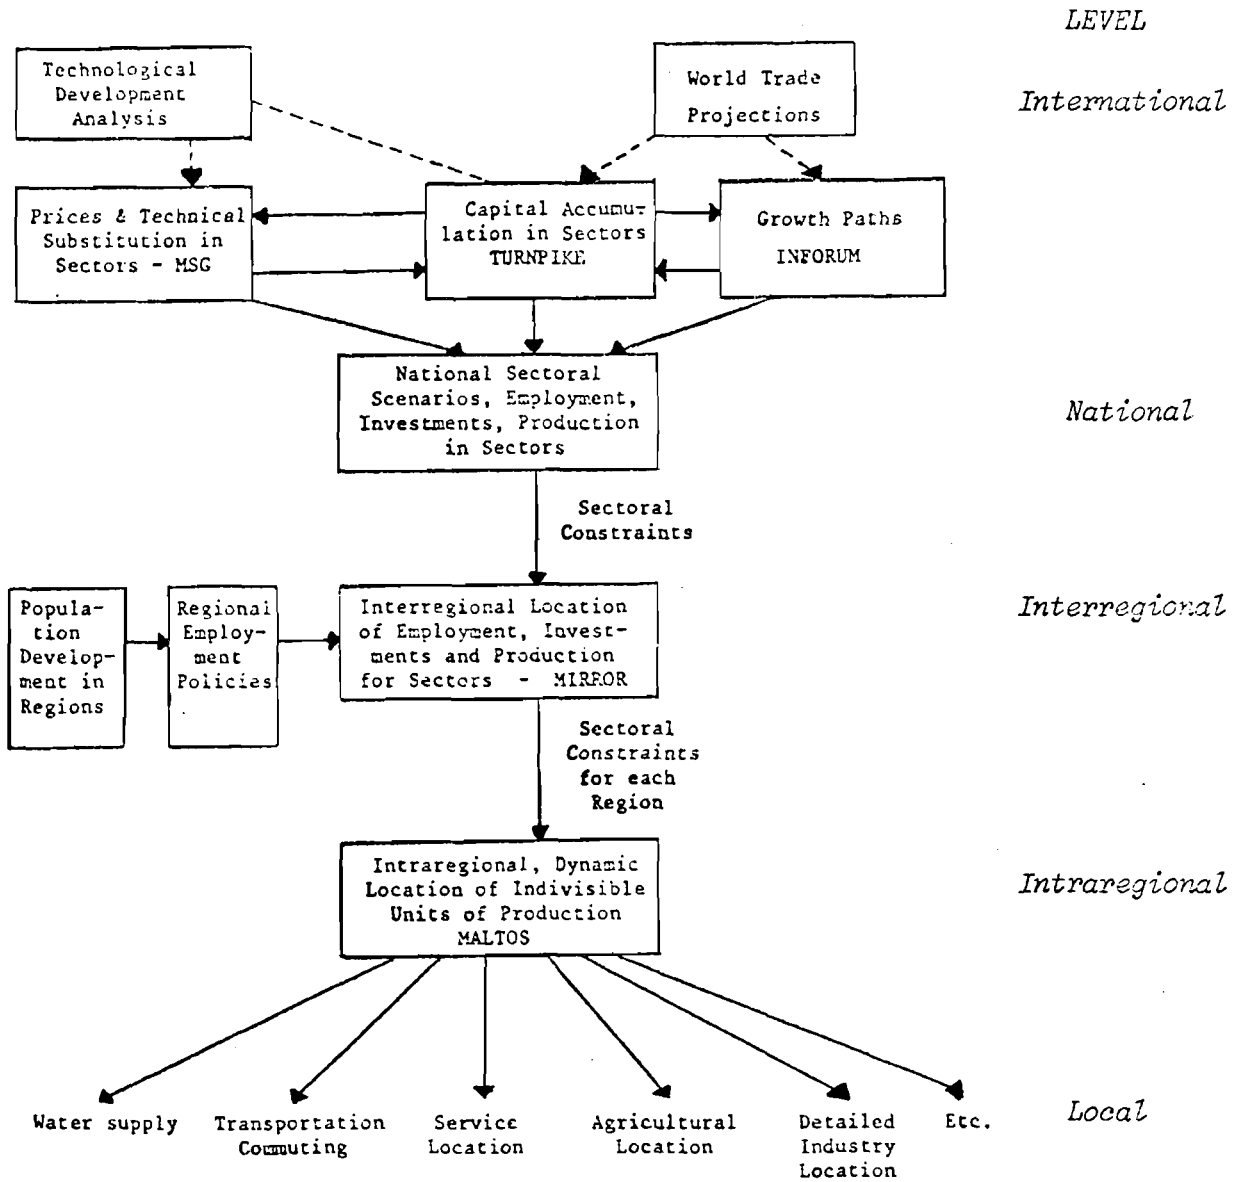 LEVEL
Technological
Development
Analysis
World Trade
Projections
International
Prices & Technical
Substitution in
Sectors - MSG
Capital Accumu-
lation in Sectors
TURNPIKE
Growth Paths
INFORUM
National Sectoral
Scenarios, Employment,
Investments, Production
in Sectors
National
Sectoral
Constraints
Popula-
tion
Develop-
ment in
Regions
Regional
Employ-
ment
Policies
Interregional Location
of Employment, Invest-
ments and Production
for Sectors - MIRROR
Interregional
Sectoral
Constraints
for each
Region
Intraregional, Dynamic
Location of Indivisible
Units of Production
MALTOS
Intraregional
Water supply
Transportation
Commuting
Service
Location
Agricultural
Location
Detailed
Industry
Location
Etc.
Local